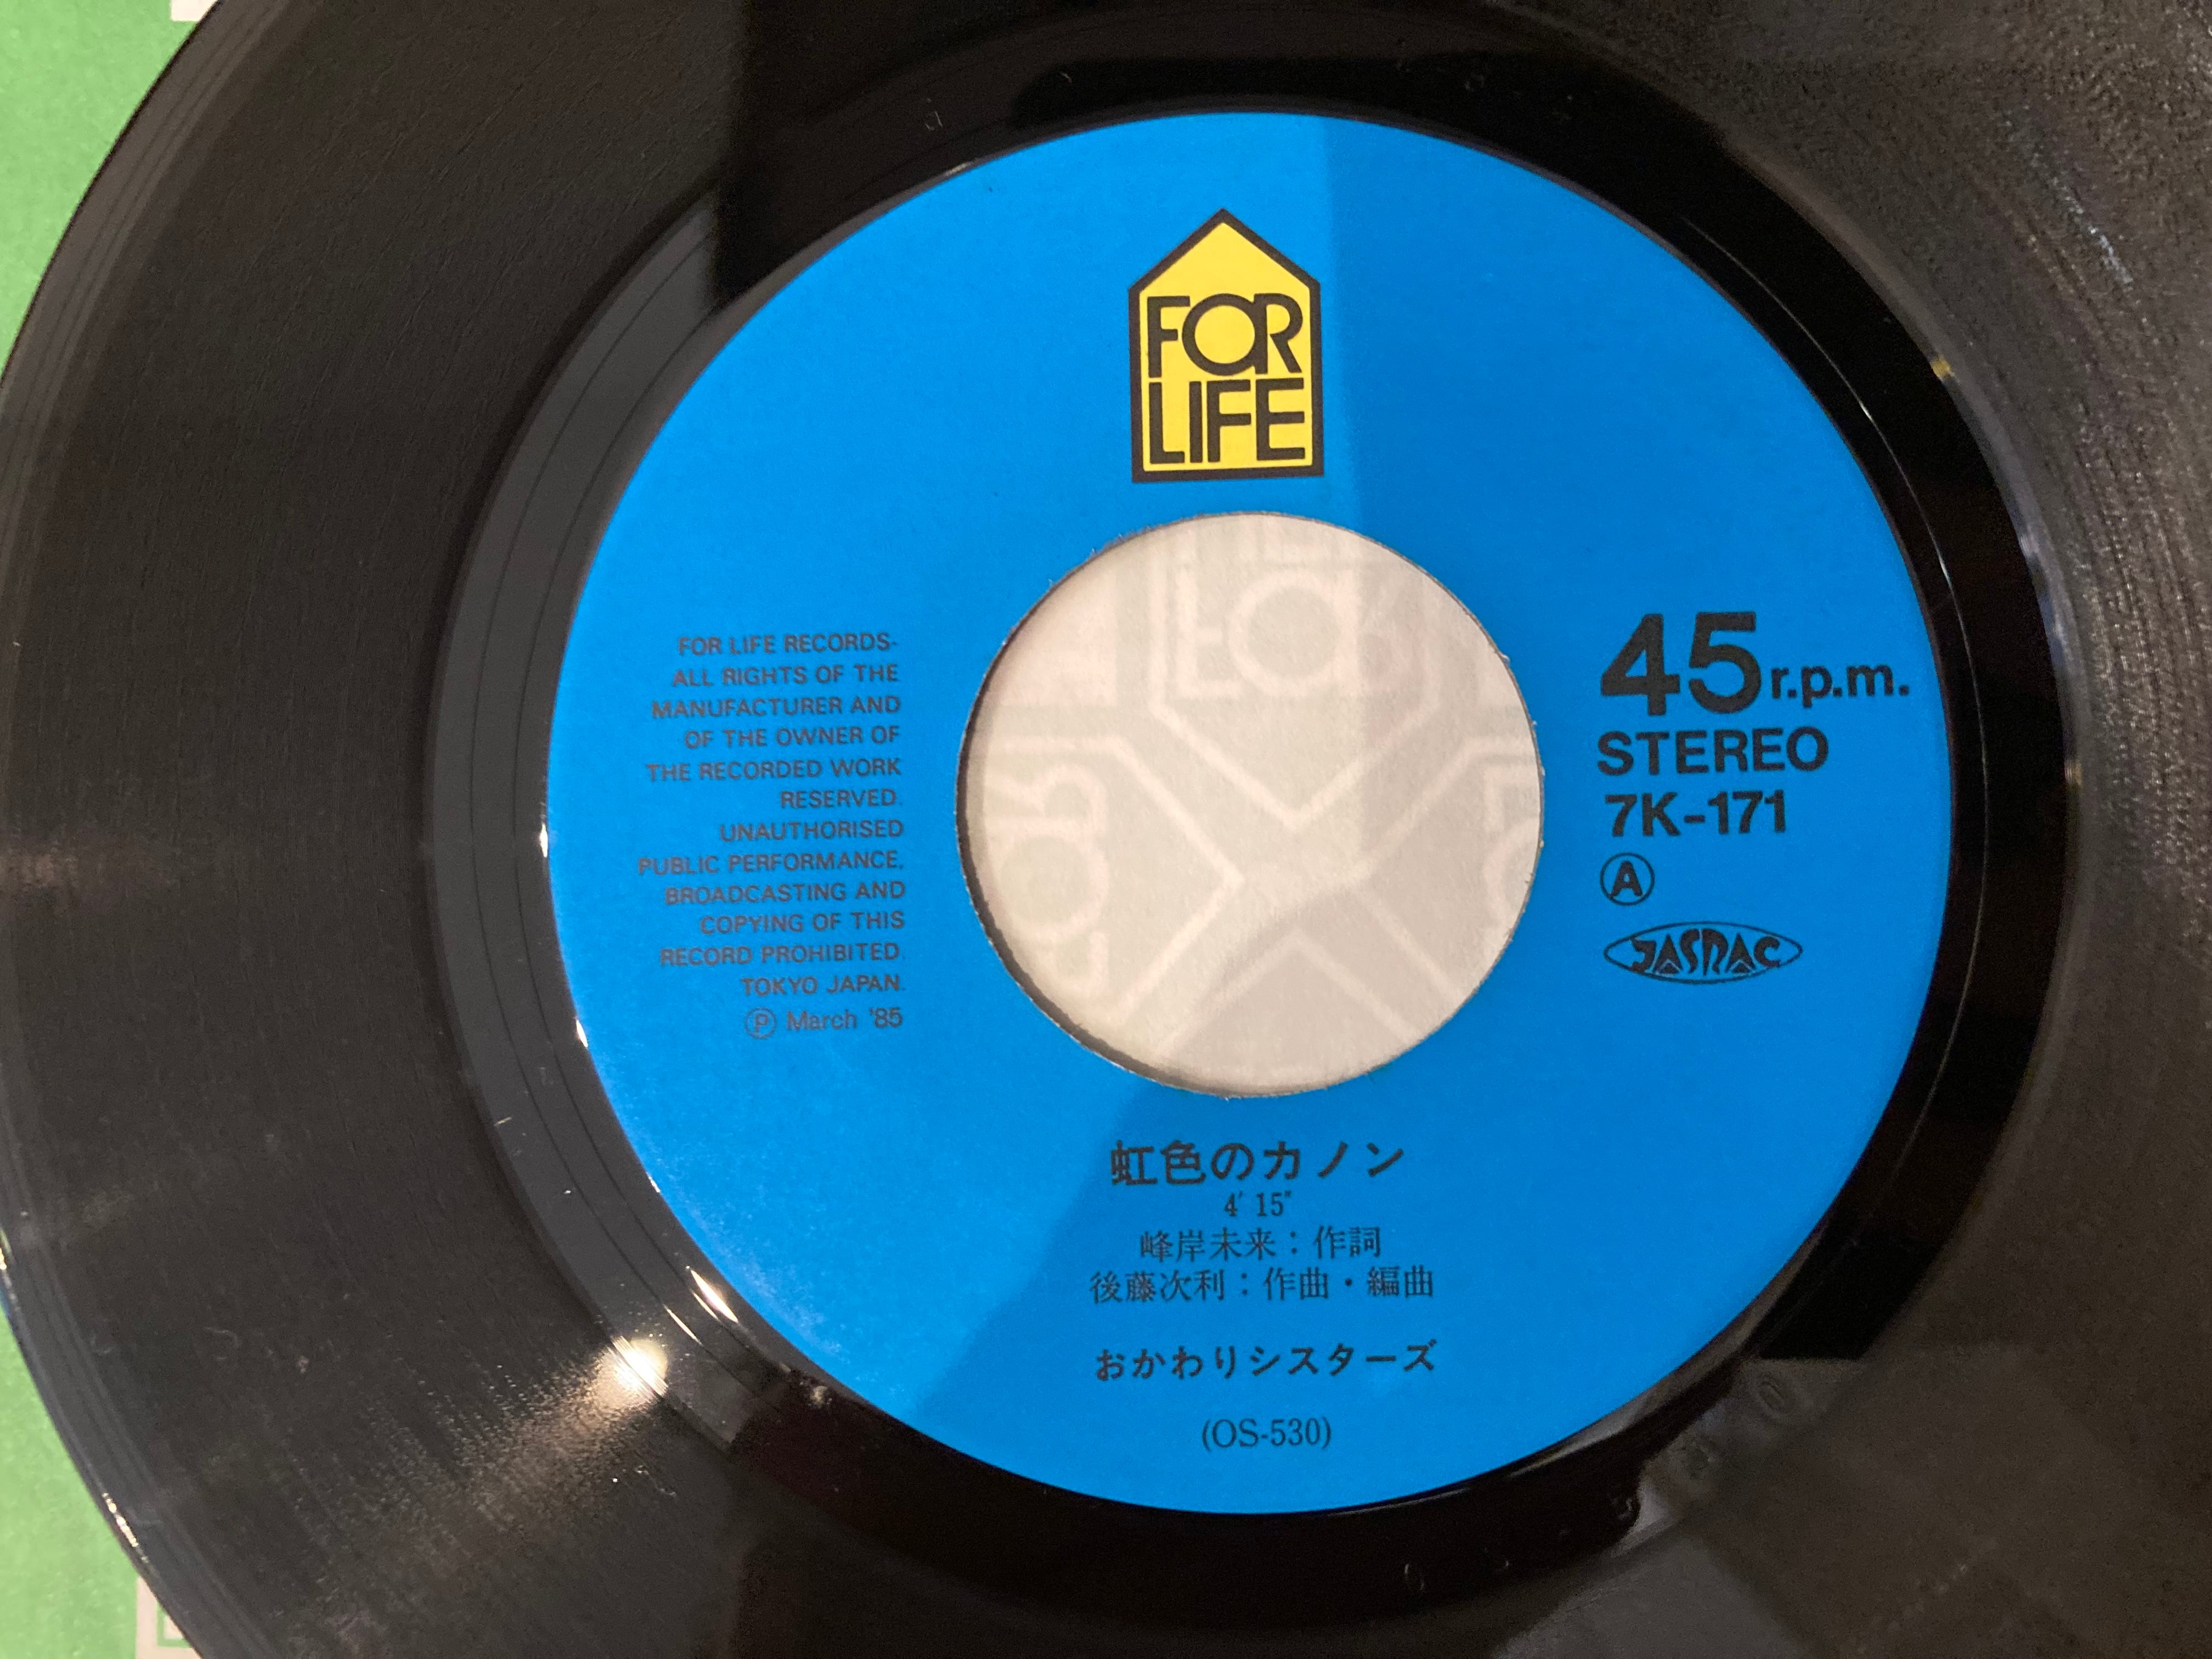 FOR
LIFE
FOR LIFE RECORDS-
ALL RIGHTS OF THE
MANUFACTURER AND
OF THE OWNER OF
THE RECORDED WORK
RESERVED.
UNAUTHORISED
PUBLIC PERFORMANCE,
BROADCASTING AND
COPYING OF THIS
RECORD PROHIBITED.
TOKYO JAPAN.
Ⓟ March '85
45r.p.m.
STEREO
7K-171
Ⓐ
JASRAC
虹色のカノン
4′ 15″
峰岸未来：作詞
後藤次利：作曲・編曲
おかわりシスターズ
(OS-530)